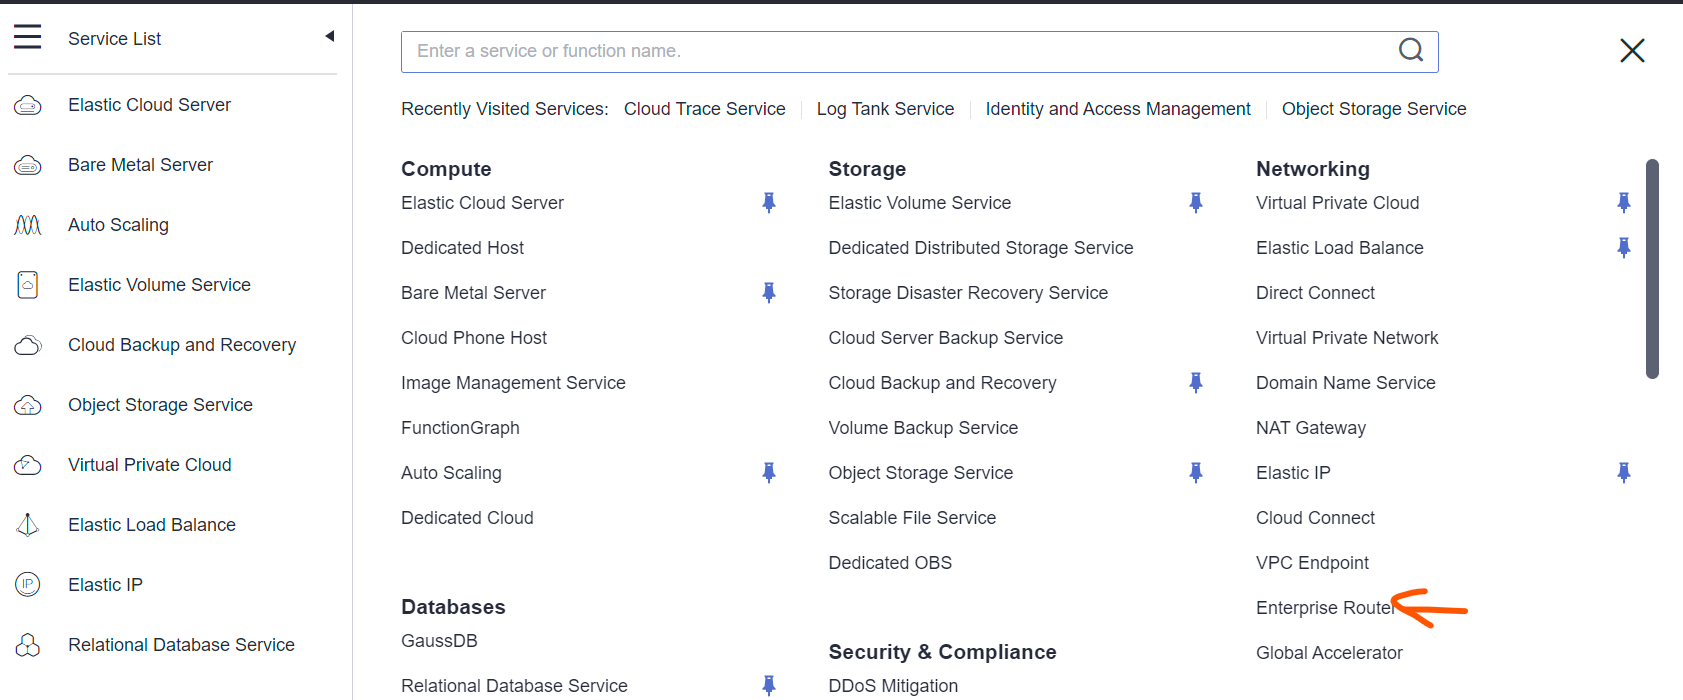 Service List
Elastic Cloud Server
Bare Metal Server
Auto Scaling
Elastic Volume Service
Cloud Backup and Recovery
Object Storage Service
Virtual Private Cloud
Elastic Load Balance
IP Elastic IP
Relational Database Service
Enter a service or function name.
Recently Visited Services: Cloud Trace Service Log Tank Service Identity and Access Management Object Storage Service
Compute
Elastic Cloud Server
Dedicated Host
Bare Metal Server
Cloud Phone Host
Image Management Service
FunctionGraph
Auto Scaling
Dedicated Cloud
Databases
GaussDB
Relational Database Service
Storage
Elastic Volume Service
Dedicated Distributed Storage Service
Storage Disaster Recovery Service
Cloud Server Backup Service
Cloud Backup and Recovery
Volume Backup Service
Object Storage Service
Scalable File Service
Dedicated OBS
Security & Compliance
DDoS Mitigation
Networking
Virtual Private Cloud
Elastic Load Balance
Direct Connect
Virtual Private Network
Domain Name Service
NAT Gateway
Elastic IP
Cloud Connect
VPC Endpoint
Enterprise Router
Global Accelerator